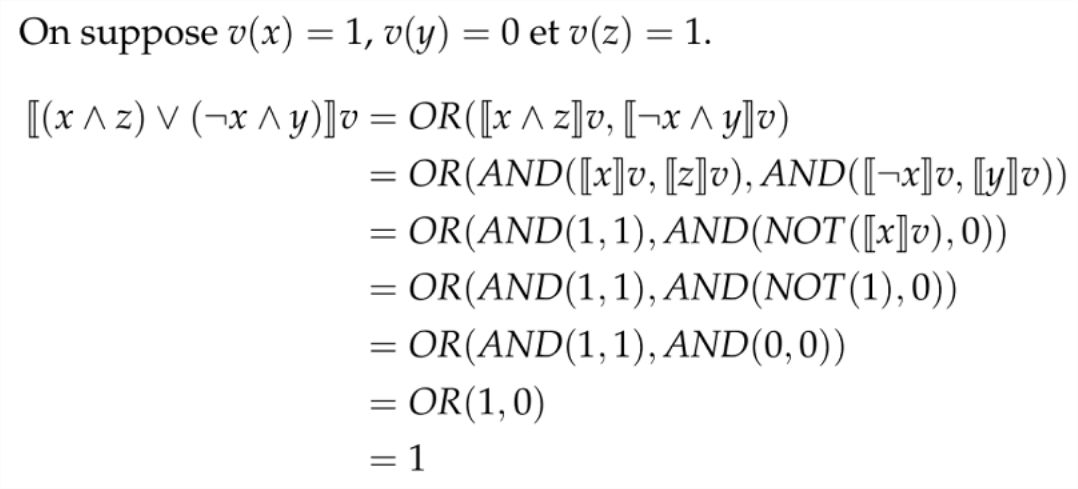 On suppose v(x) = 1, v(y) = 0 et v(z) = 1.
⟦(x ∧ z) ∨ (¬x ∧ y)⟧v = OR(⟦x ∧ z⟧v, ⟦¬x ∧ y⟧v)
= OR(AND(⟦x⟧v, ⟦z⟧v), AND(⟦¬x⟧v, ⟦y⟧v))
= OR(AND(1, 1), AND(NOT(⟦x⟧v), 0))
= OR(AND(1, 1), AND(NOT(1), 0))
= OR(AND(1, 1), AND(0, 0))
= OR(1, 0)
= 1